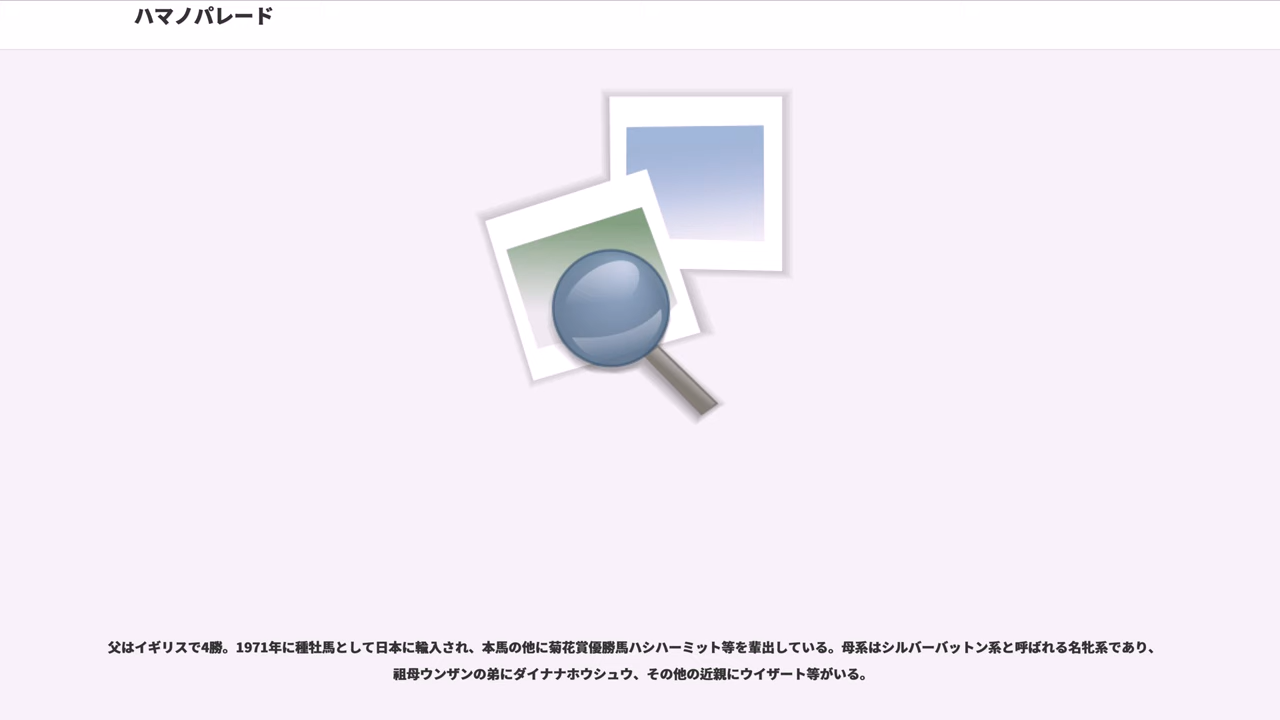 ハマノパレード
父はイギリスで4勝。1971年に種牡馬として日本に輸入され、本馬の他に菊花賞優勝馬ハシハーミット等を輩出している。母系はシルバーバットン系と呼ばれる名牝系であり、
祖母ウンザンの弟にダイナナホウシュウ、その他の近親にウイザート等がいる。